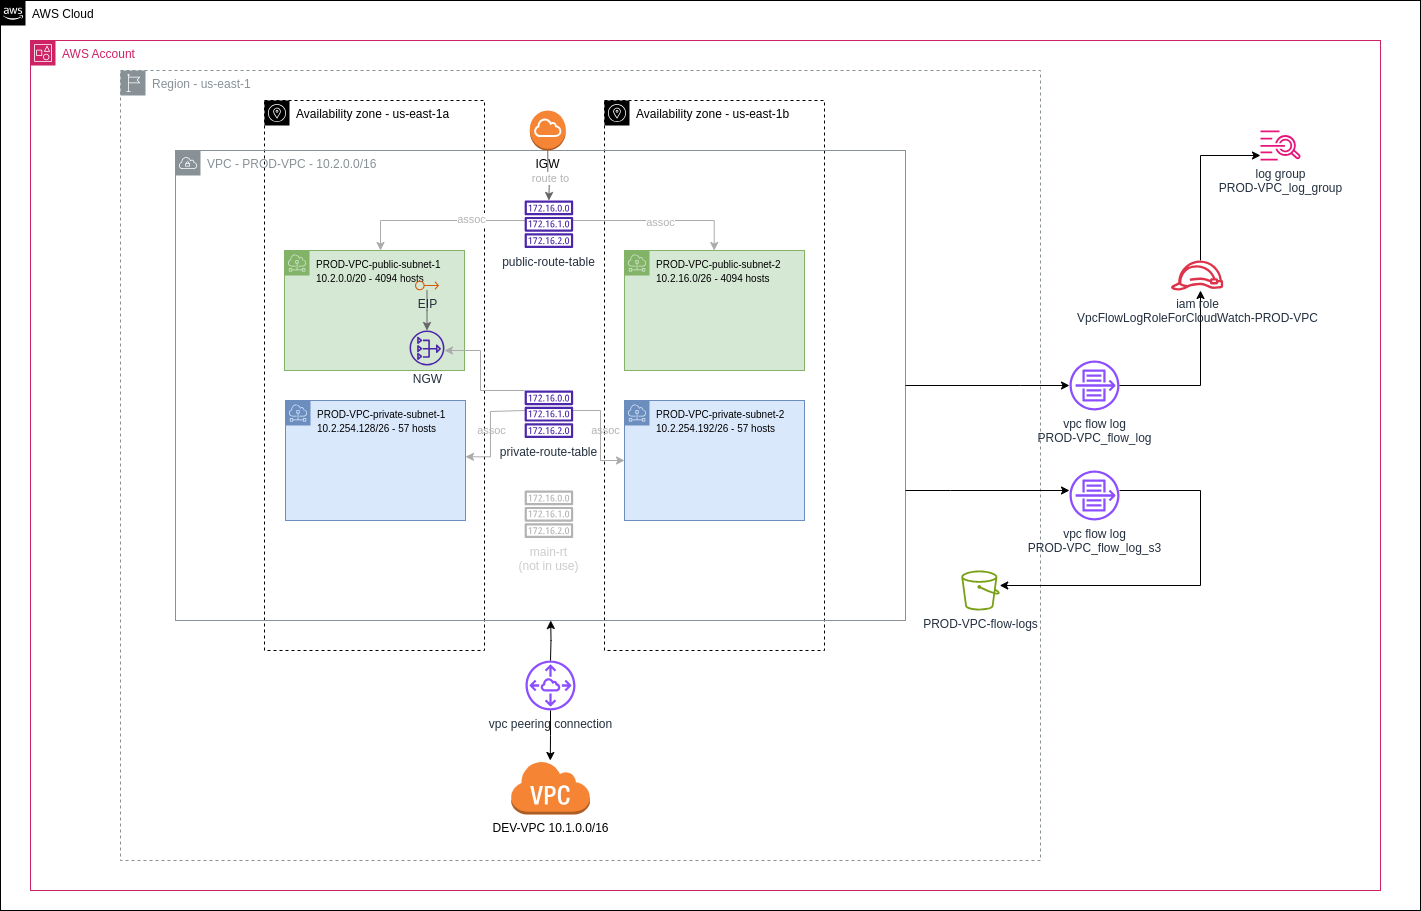 aws
AWS Cloud
AWS Account
Region - us-east-1
Availability zone - us-east-1a
Availability zone - us-east-1b
VPC - PROD-VPC - 10.2.0.0/16
IGW
route to
172.16.0.0
172.16.1.0
172.16.2.0
public-route-table
assoc
assoc
PROD-VPC-public-subnet-1
10.2.0.0/20 - 4094 hosts
EIP
NGW
PROD-VPC-public-subnet-2
10.2.16.0/26 - 4094 hosts
PROD-VPC-private-subnet-1
10.2.254.128/26 - 57 hosts
172.16.0.0
172.16.1.0
172.16.2.0
private-route-table
assoc
assoc
PROD-VPC-private-subnet-2
10.2.254.192/26 - 57 hosts
172.16.0.0
172.16.1.0
172.16.2.0
main-rt
(not in use)
log group
PROD-VPC_log_group
iam role
VpcFlowLogRoleForCloudWatch-PROD-VPC
vpc flow log
PROD-VPC_flow_log
vpc flow log
PROD-VPC_flow_log_s3
PROD-VPC-flow-logs
vpc peering connection
VPC
DEV-VPC 10.1.0.0/16